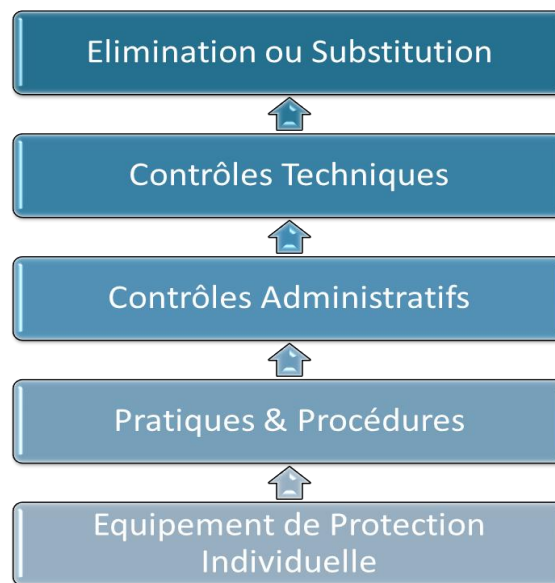 Elimination ou Substitution
Contrôles Techniques
Contrôles Administratifs
Pratiques & Procédures
Equipement de Protection
Individuelle